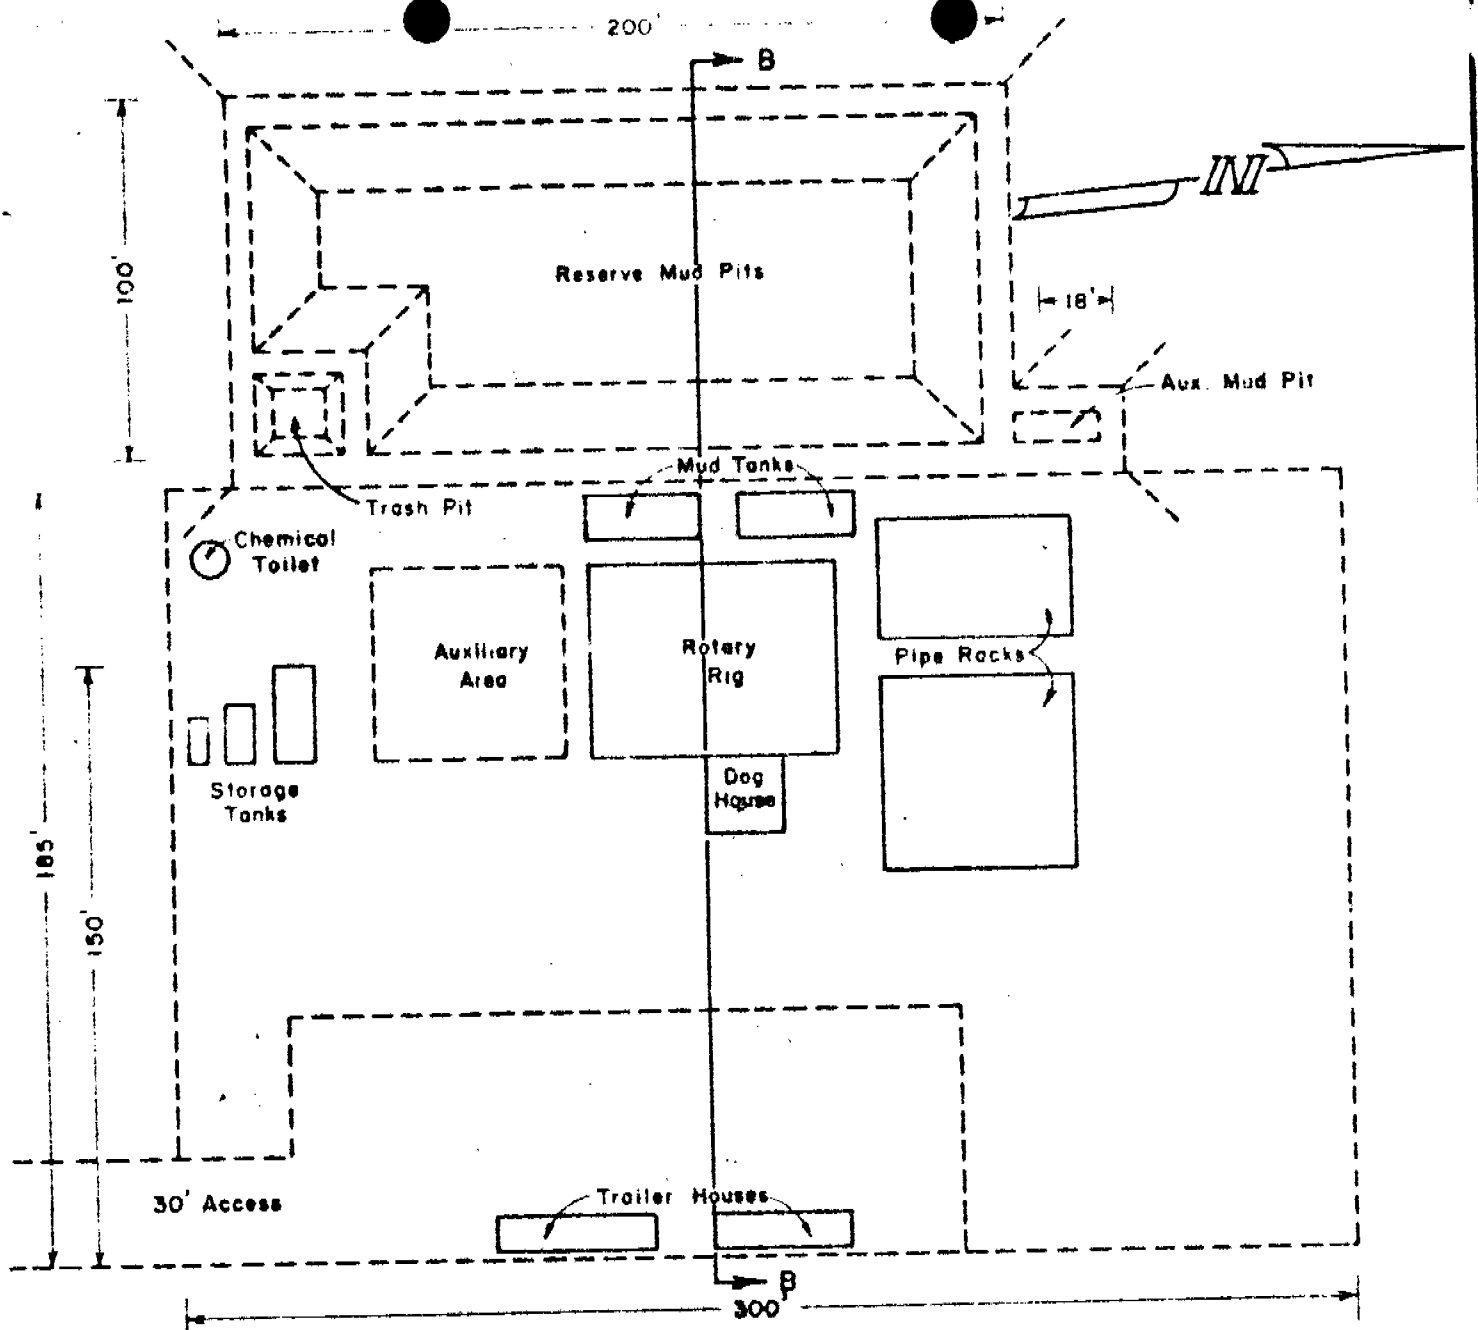 200'
B
N
100'
Reserve Mud Pits
18'
Aux. Mud Pit
Mud Tanks
Trash Pit
Chemical
Toilet
Auxiliary
Area
Rotary
Rig
Pipe Racks
Dog
House
Storage
Tanks
185'
150'
30' Access
Trailer Houses
B
300'